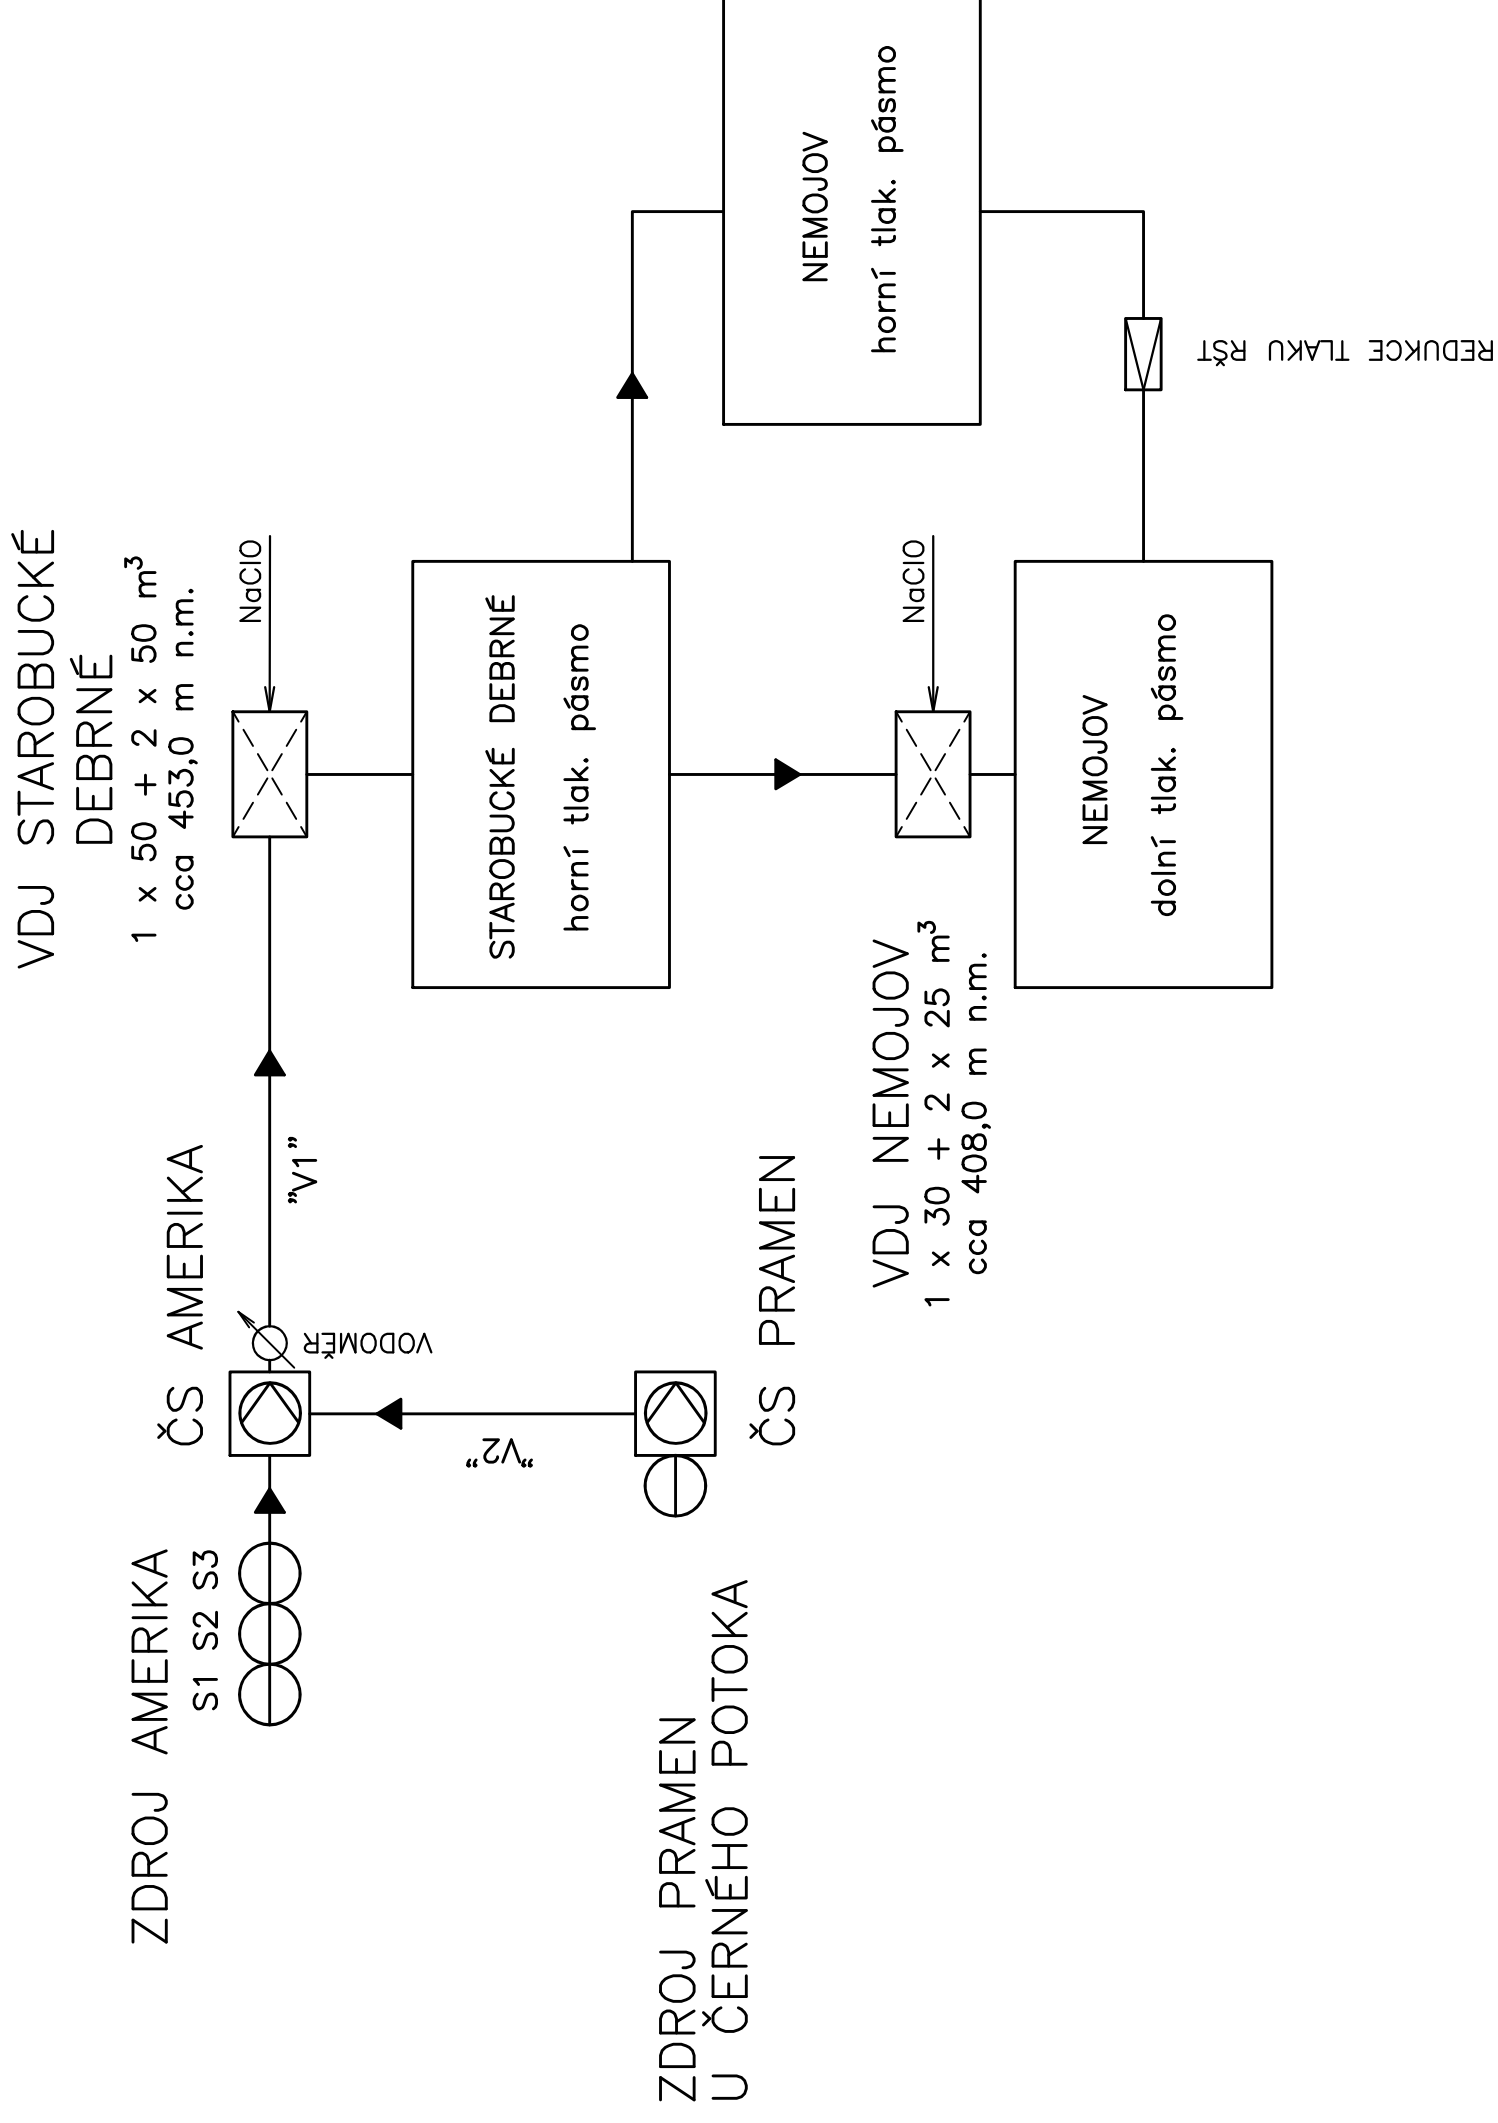 VDJ STAROBUCKÉ
DEBRNÉ
1 x 50 + 2 x 50 m³
cca 453,0 m n.m.
NaClO
ČS AMERIKA
"V1"
VODOMĚR
ZDROJ AMERIKA
S1 S2 S3
STAROBUCKÉ DEBRNÉ
horní tlak. pásmo
NEMOJOV
horní tlak. pásmo
"V2"
ČS PRAMEN
ZDROJ PRAMEN
U ČERNÉHO POTOKA
VDJ NEMOJOV
1 x 30 + 2 x 25 m³
cca 408,0 m n.m.
NaClO
NEMOJOV
dolní tlak. pásmo
REDUKCE TLAKU RŠT